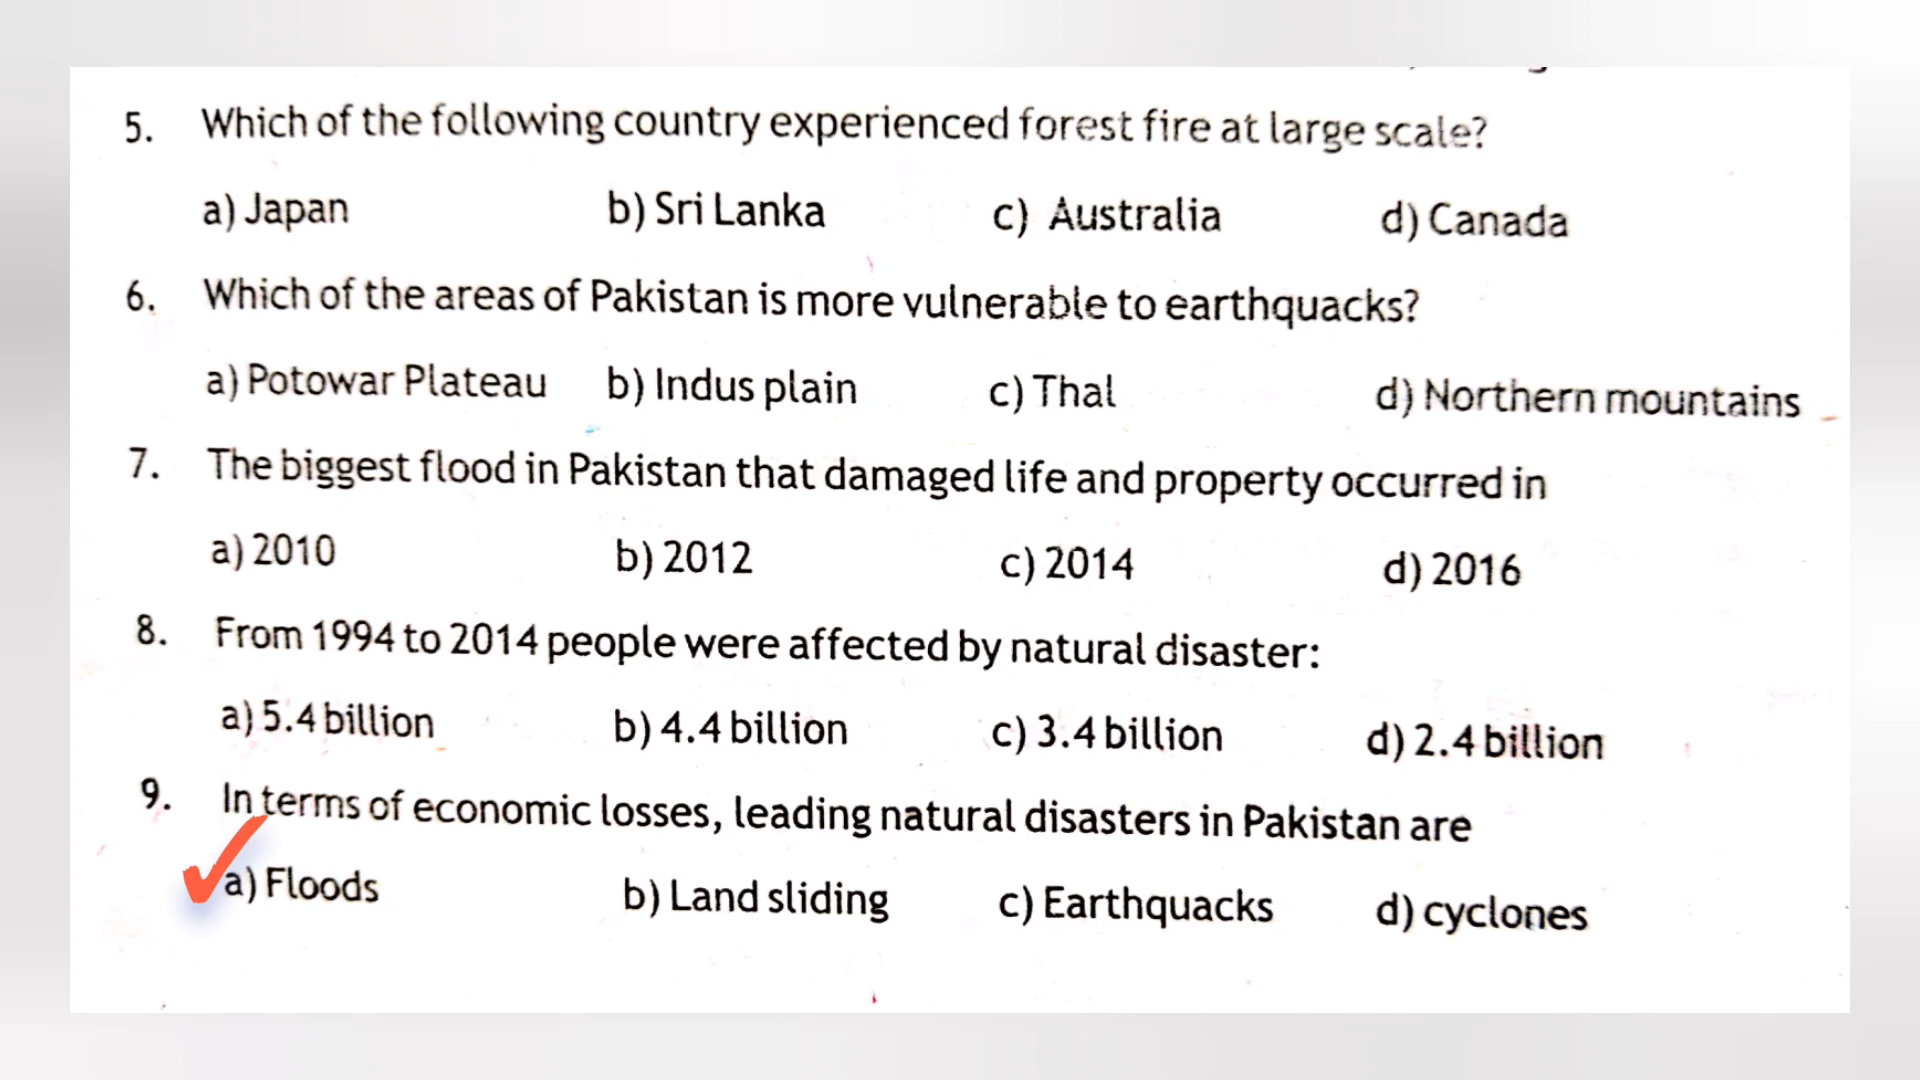 5. Which of the following country experienced forest fire at large scale?
a) Japan b) Sri Lanka c) Australia d) Canada
6. Which of the areas of Pakistan is more vulnerable to earthquacks?
a) Potowar Plateau b) Indus plain c) Thal d) Northern mountains
7. The biggest flood in Pakistan that damaged life and property occurred in
a) 2010 b) 2012 c) 2014 d) 2016
8. From 1994 to 2014 people were affected by natural disaster:
a) 5.4 billion b) 4.4 billion c) 3.4 billion d) 2.4 billion
9. In terms of economic losses, leading natural disasters in Pakistan are
a) Floods b) Land sliding c) Earthquacks d) cyclones